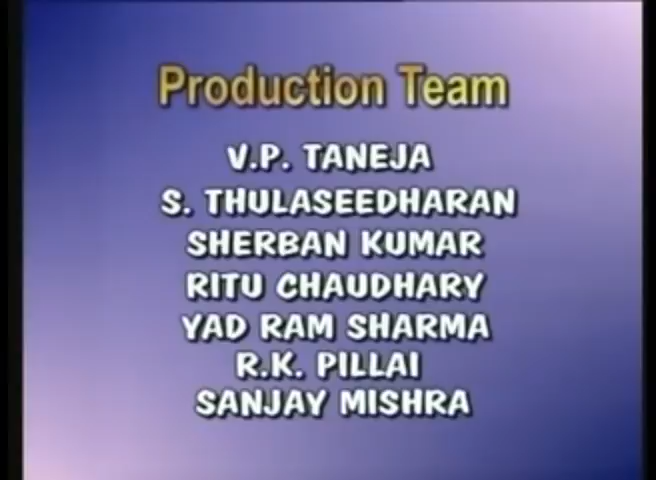 Production Team
V.P. TANEJA
S. THULASEEDHARAN
SHERBAN KUMAR
RITU CHAUDHARY
YAD RAM SHARMA
R.K. PILLAI
SANJAY MISHRA